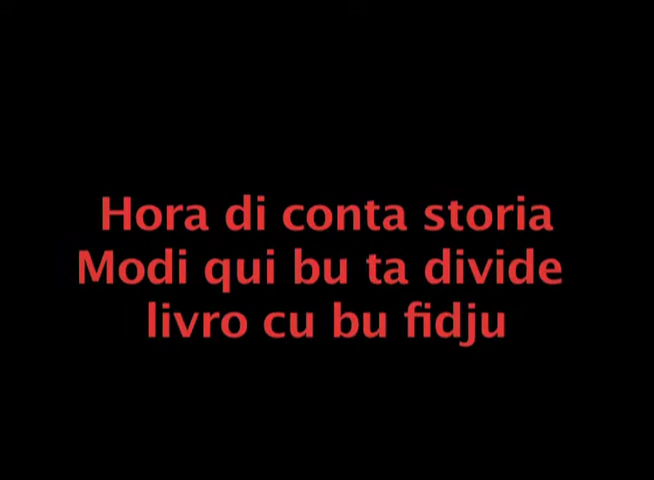 Hora di conta storia
Modi qui bu ta divide
livro cu bu fidju